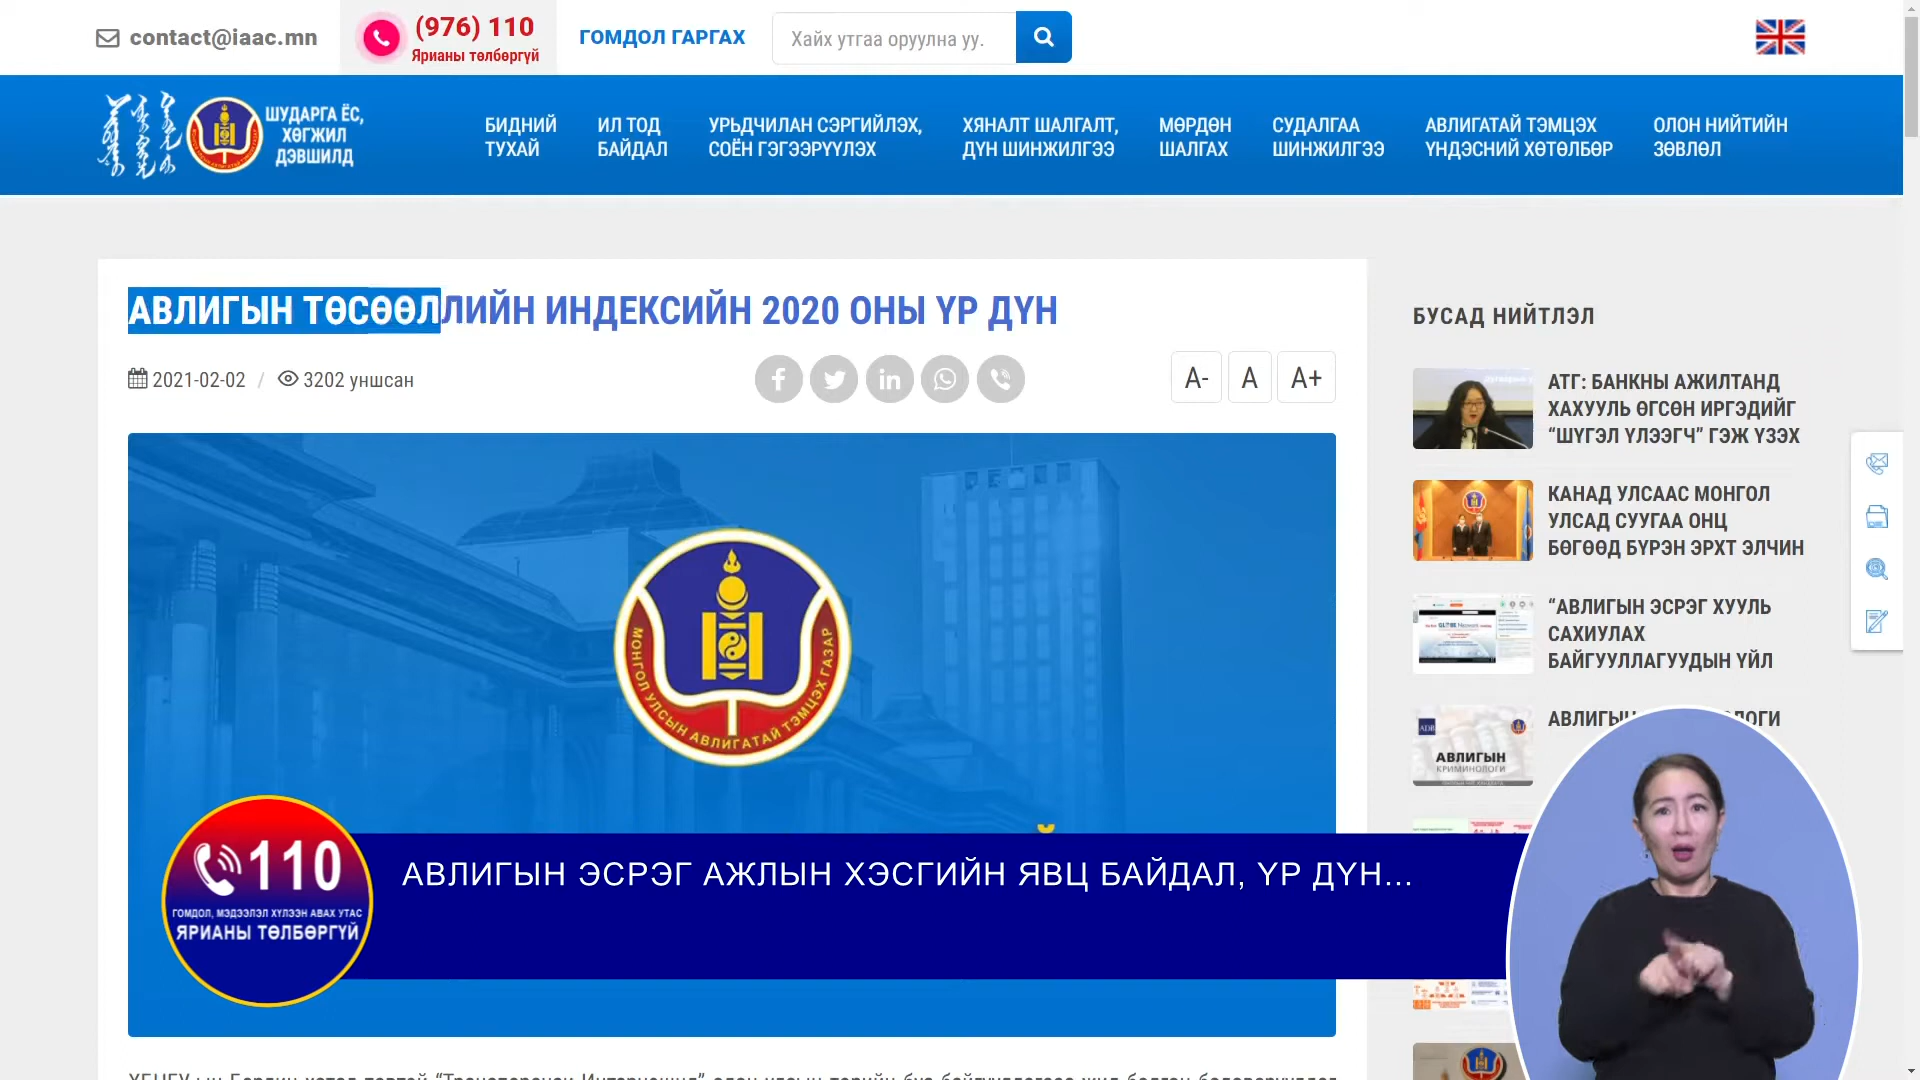 contact@iaac.mn
(976) 110
Ярианы төлбөргүй
ГОМДОЛ ГАРГАХ
Хайх утгаа оруулна уу.
ШУДАРГА ЁС,
ХӨГЖИЛ
ДЭВШИЛД
БИДНИЙ
ТУХАЙ
ИЛ ТОД
БАЙДАЛ
УРЬДЧИЛАН СЭРГИЙЛЭХ,
СОЁН ГЭГЭЭРҮҮЛЭХ
ХЯНАЛТ ШАЛГАЛТ,
ДҮН ШИНЖИЛГЭЭ
МӨРДӨН
ШАЛГАХ
СУДАЛГАА
ШИНЖИЛГЭЭ
АВЛИГАТАЙ ТЭМЦЭХ
ҮНДЭСНИЙ ХӨТӨЛБӨР
ОЛОН НИЙТИЙН
ЗӨВЛӨЛ
АВЛИГЫН ТӨСӨӨЛЛИЙН ИНДЕКСИЙН 2020 ОНЫ ҮР ДҮН
2021-02-02 / 3202 уншсан
A- A A+
МОНГОЛ УЛСЫН АВЛИГАТАЙ ТЭМЦЭХ ГАЗАР
110
ГОМДОЛ, МЭДЭЭЛЭЛ ХҮЛЭЭН АВАХ УТАС
ЯРИАНЫ ТӨЛБӨРГҮЙ
АВЛИГЫН ЭСРЭГ АЖЛЫН ХЭСГИЙН ЯВЦ БАЙДАЛ, ҮР ДҮН...
БУСАД НИЙТЛЭЛ
АТГ: БАНКНЫ АЖИЛТАНД
ХАХУУЛЬ ӨГСӨН ИРГЭДИЙГ
“ШҮГЭЛ ҮЛЭЭГЧ” ГЭЖ ҮЗЭХ
КАНАД УЛСААС МОНГОЛ
УЛСАД СУУГАА ОНЦ
БӨГӨӨД БҮРЭН ЭРХТ ЭЛЧИН
“АВЛИГЫН ЭСРЭГ ХУУЛЬ
САХИУЛАХ
БАЙГУУЛЛАГУУДЫН ҮЙЛ
ADB
АВЛИГЫН
КРИМИНОЛОГИ